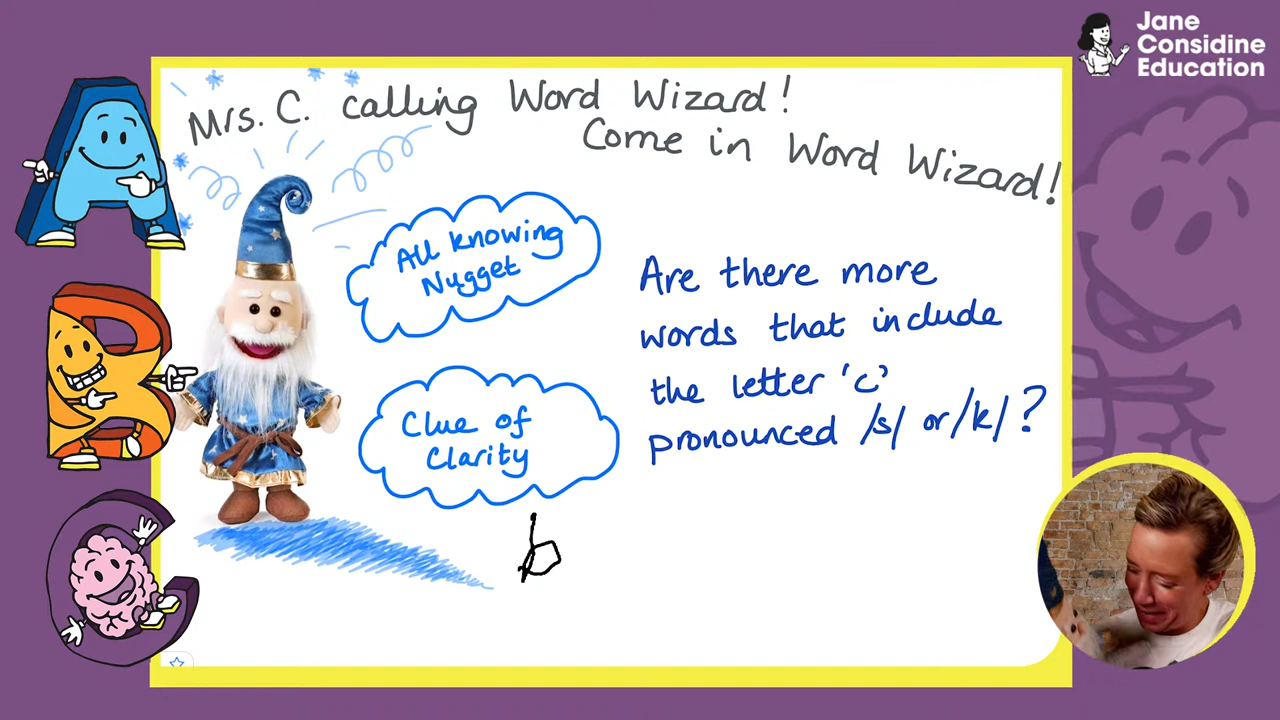 Jane
Considine
Education
Mrs. C. calling Word Wizard!
Come in Word Wizard!
All knowing
Nugget
Are there more
words that include
the letter 'c'
pronounced /s/ or /k/?
Clue of
Clarity
b
A
B
C